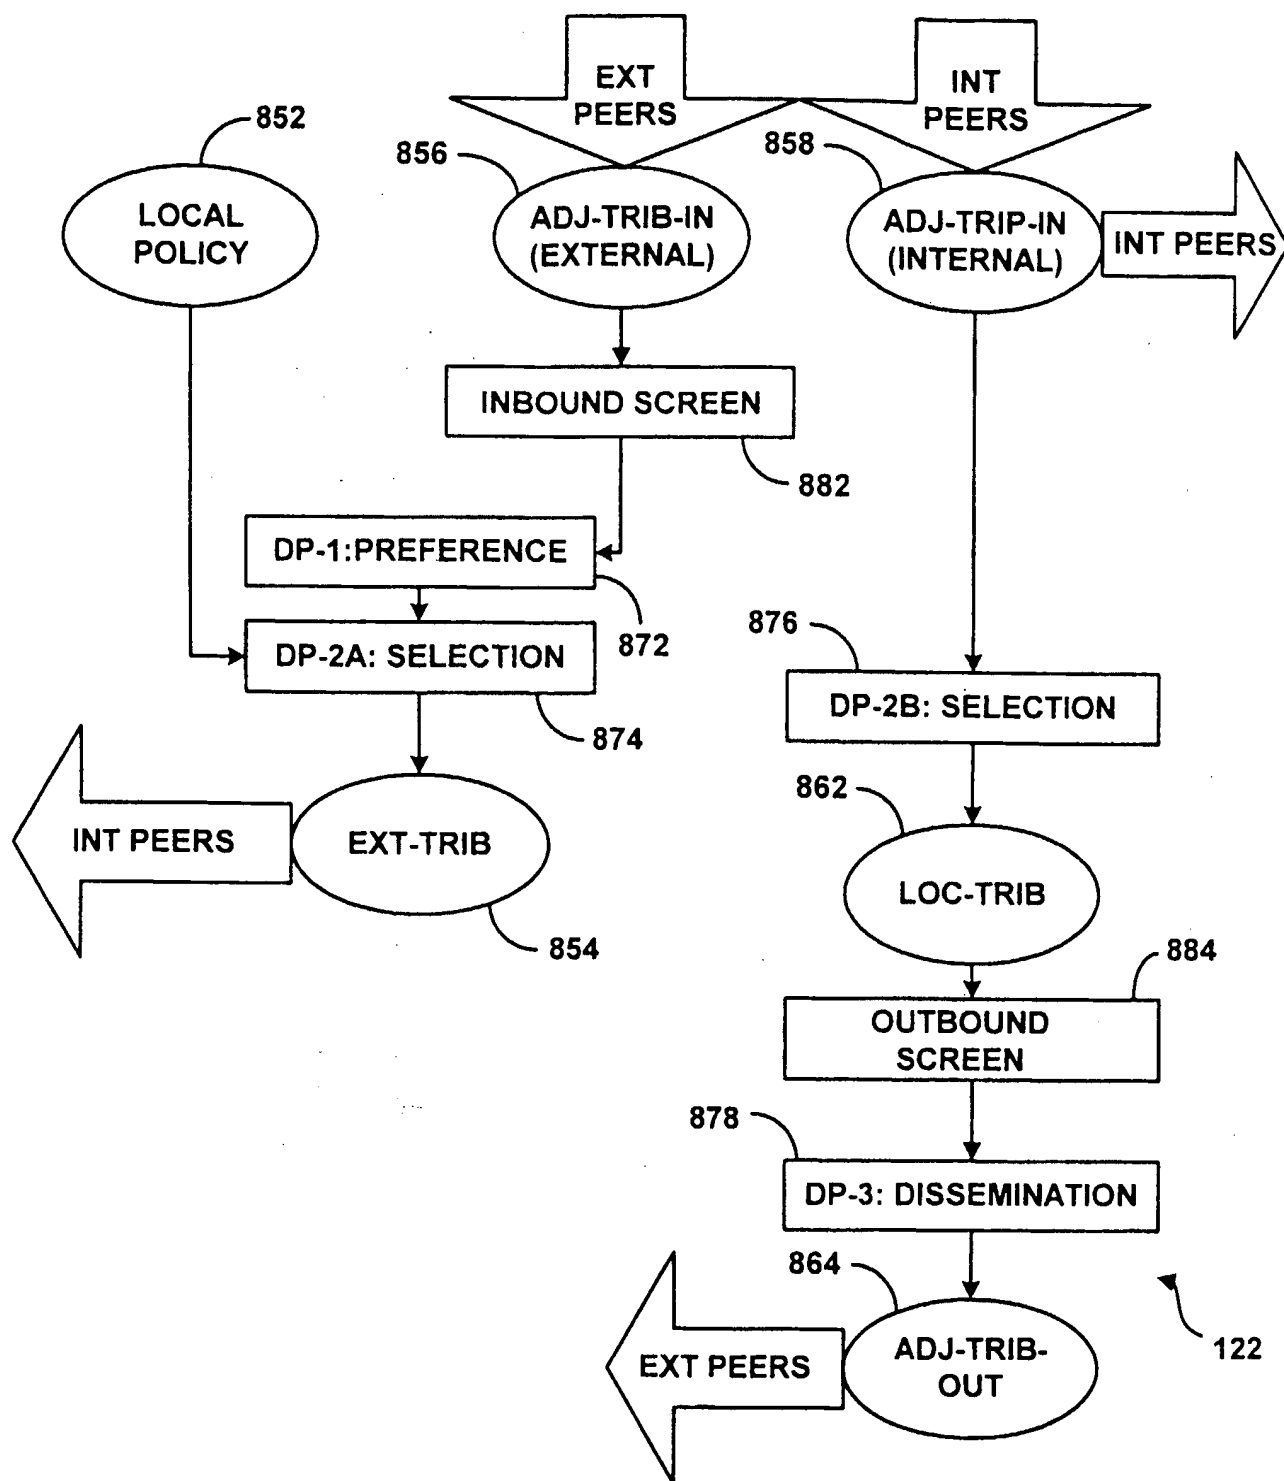 EXT
PEERS
INT
PEERS
852
856
858
LOCAL
POLICY
ADJ-TRIB-IN
(EXTERNAL)
ADJ-TRIP-IN
(INTERNAL)
INT PEERS
INBOUND SCREEN
882
DP-1:PREFERENCE
872
DP-2A: SELECTION
874
876
DP-2B: SELECTION
INT PEERS
EXT-TRIB
854
862
LOC-TRIB
884
OUTBOUND
SCREEN
878
DP-3: DISSEMINATION
864
EXT PEERS
ADJ-TRIB-
OUT
122